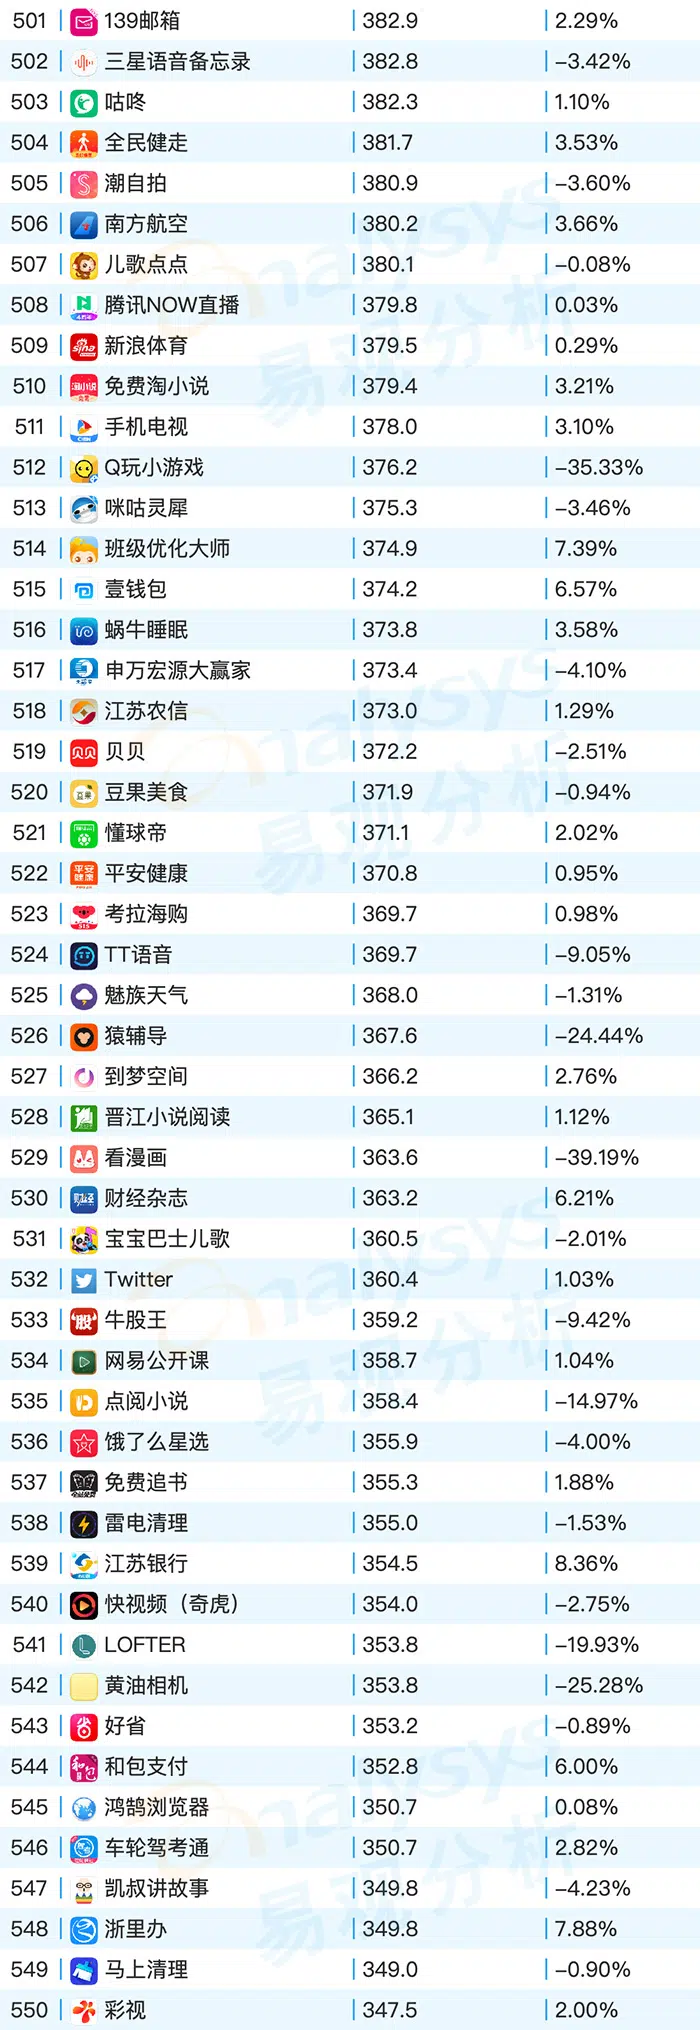 501 139邮箱 382.9 2.29%
502 三星语音备忘录 382.8 -3.42%
503 咕咚 382.3 1.10%
504 全民健走 381.7 3.53%
505 潮自拍 380.9 -3.60%
506 南方航空 380.2 3.66%
507 儿歌点点 380.1 -0.08%
508 腾讯NOW直播 379.8 0.03%
509 新浪体育 379.5 0.29%
510 免费淘小说 379.4 3.21%
511 手机电视 378.0 3.10%
512 Q玩小游戏 376.2 -35.33%
513 咪咕灵犀 375.3 -3.46%
514 班级优化大师 374.9 7.39%
515 壹钱包 374.2 6.57%
516 蜗牛睡眠 373.8 3.58%
517 申万宏源大赢家 373.4 -4.10%
518 江苏农信 373.0 1.29%
519 贝贝 372.2 -2.51%
520 豆果美食 371.9 -0.94%
521 懂球帝 371.1 2.02%
522 平安健康 370.8 0.95%
523 考拉海购 369.7 0.98%
524 TT语音 369.7 -9.05%
525 魅族天气 368.0 -1.31%
526 猿辅导 367.6 -24.44%
527 到梦空间 366.2 2.76%
528 晋江小说阅读 365.1 1.12%
529 看漫画 363.6 -39.19%
530 财经杂志 363.2 6.21%
531 宝宝巴士儿歌 360.5 -2.01%
532 Twitter 360.4 1.03%
533 牛股王 359.2 -9.42%
534 网易公开课 358.7 1.04%
535 点阅小说 358.4 -14.97%
536 饿了么星选 355.9 -4.00%
537 免费追书 355.3 1.88%
538 雷电清理 355.0 -1.53%
539 江苏银行 354.5 8.36%
540 快视频（奇虎） 354.0 -2.75%
541 LOFTER 353.8 -19.93%
542 黄油相机 353.8 -25.28%
543 好省 353.2 -0.89%
544 和包支付 352.8 6.00%
545 鸿鹄浏览器 350.7 0.08%
546 车轮驾考通 350.7 2.82%
547 凯叔讲故事 349.8 -4.23%
548 浙里办 349.8 7.88%
549 马上清理 349.0 -0.90%
550 彩视 347.5 2.00%